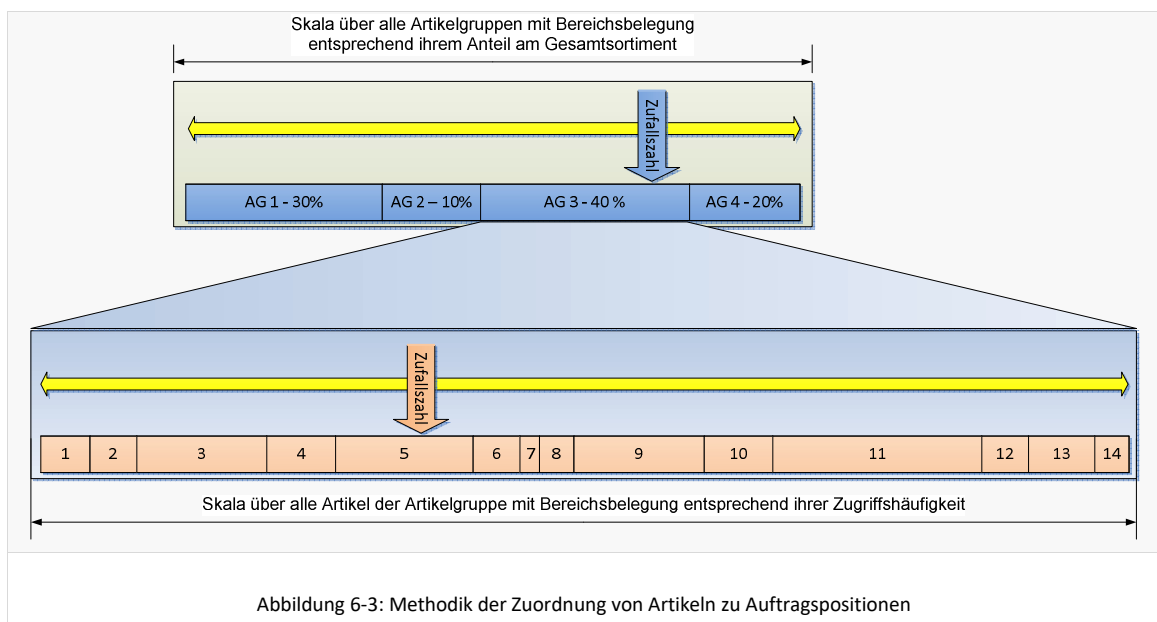 Skala über alle Artikelgruppen mit Bereichsbelegung
entsprechend ihrem Anteil am Gesamtsortiment
Zufallszahl
AG 1 - 30% AG 2 – 10% AG 3 - 40 % AG 4 - 20%
Zufallszahl
1 2 3 4 5 6 7 8 9 10 11 12 13 14
Skala über alle Artikel der Artikelgruppe mit Bereichsbelegung entsprechend ihrer Zugriffshäufigkeit
Abbildung 6-3: Methodik der Zuordnung von Artikeln zu Auftragspositionen